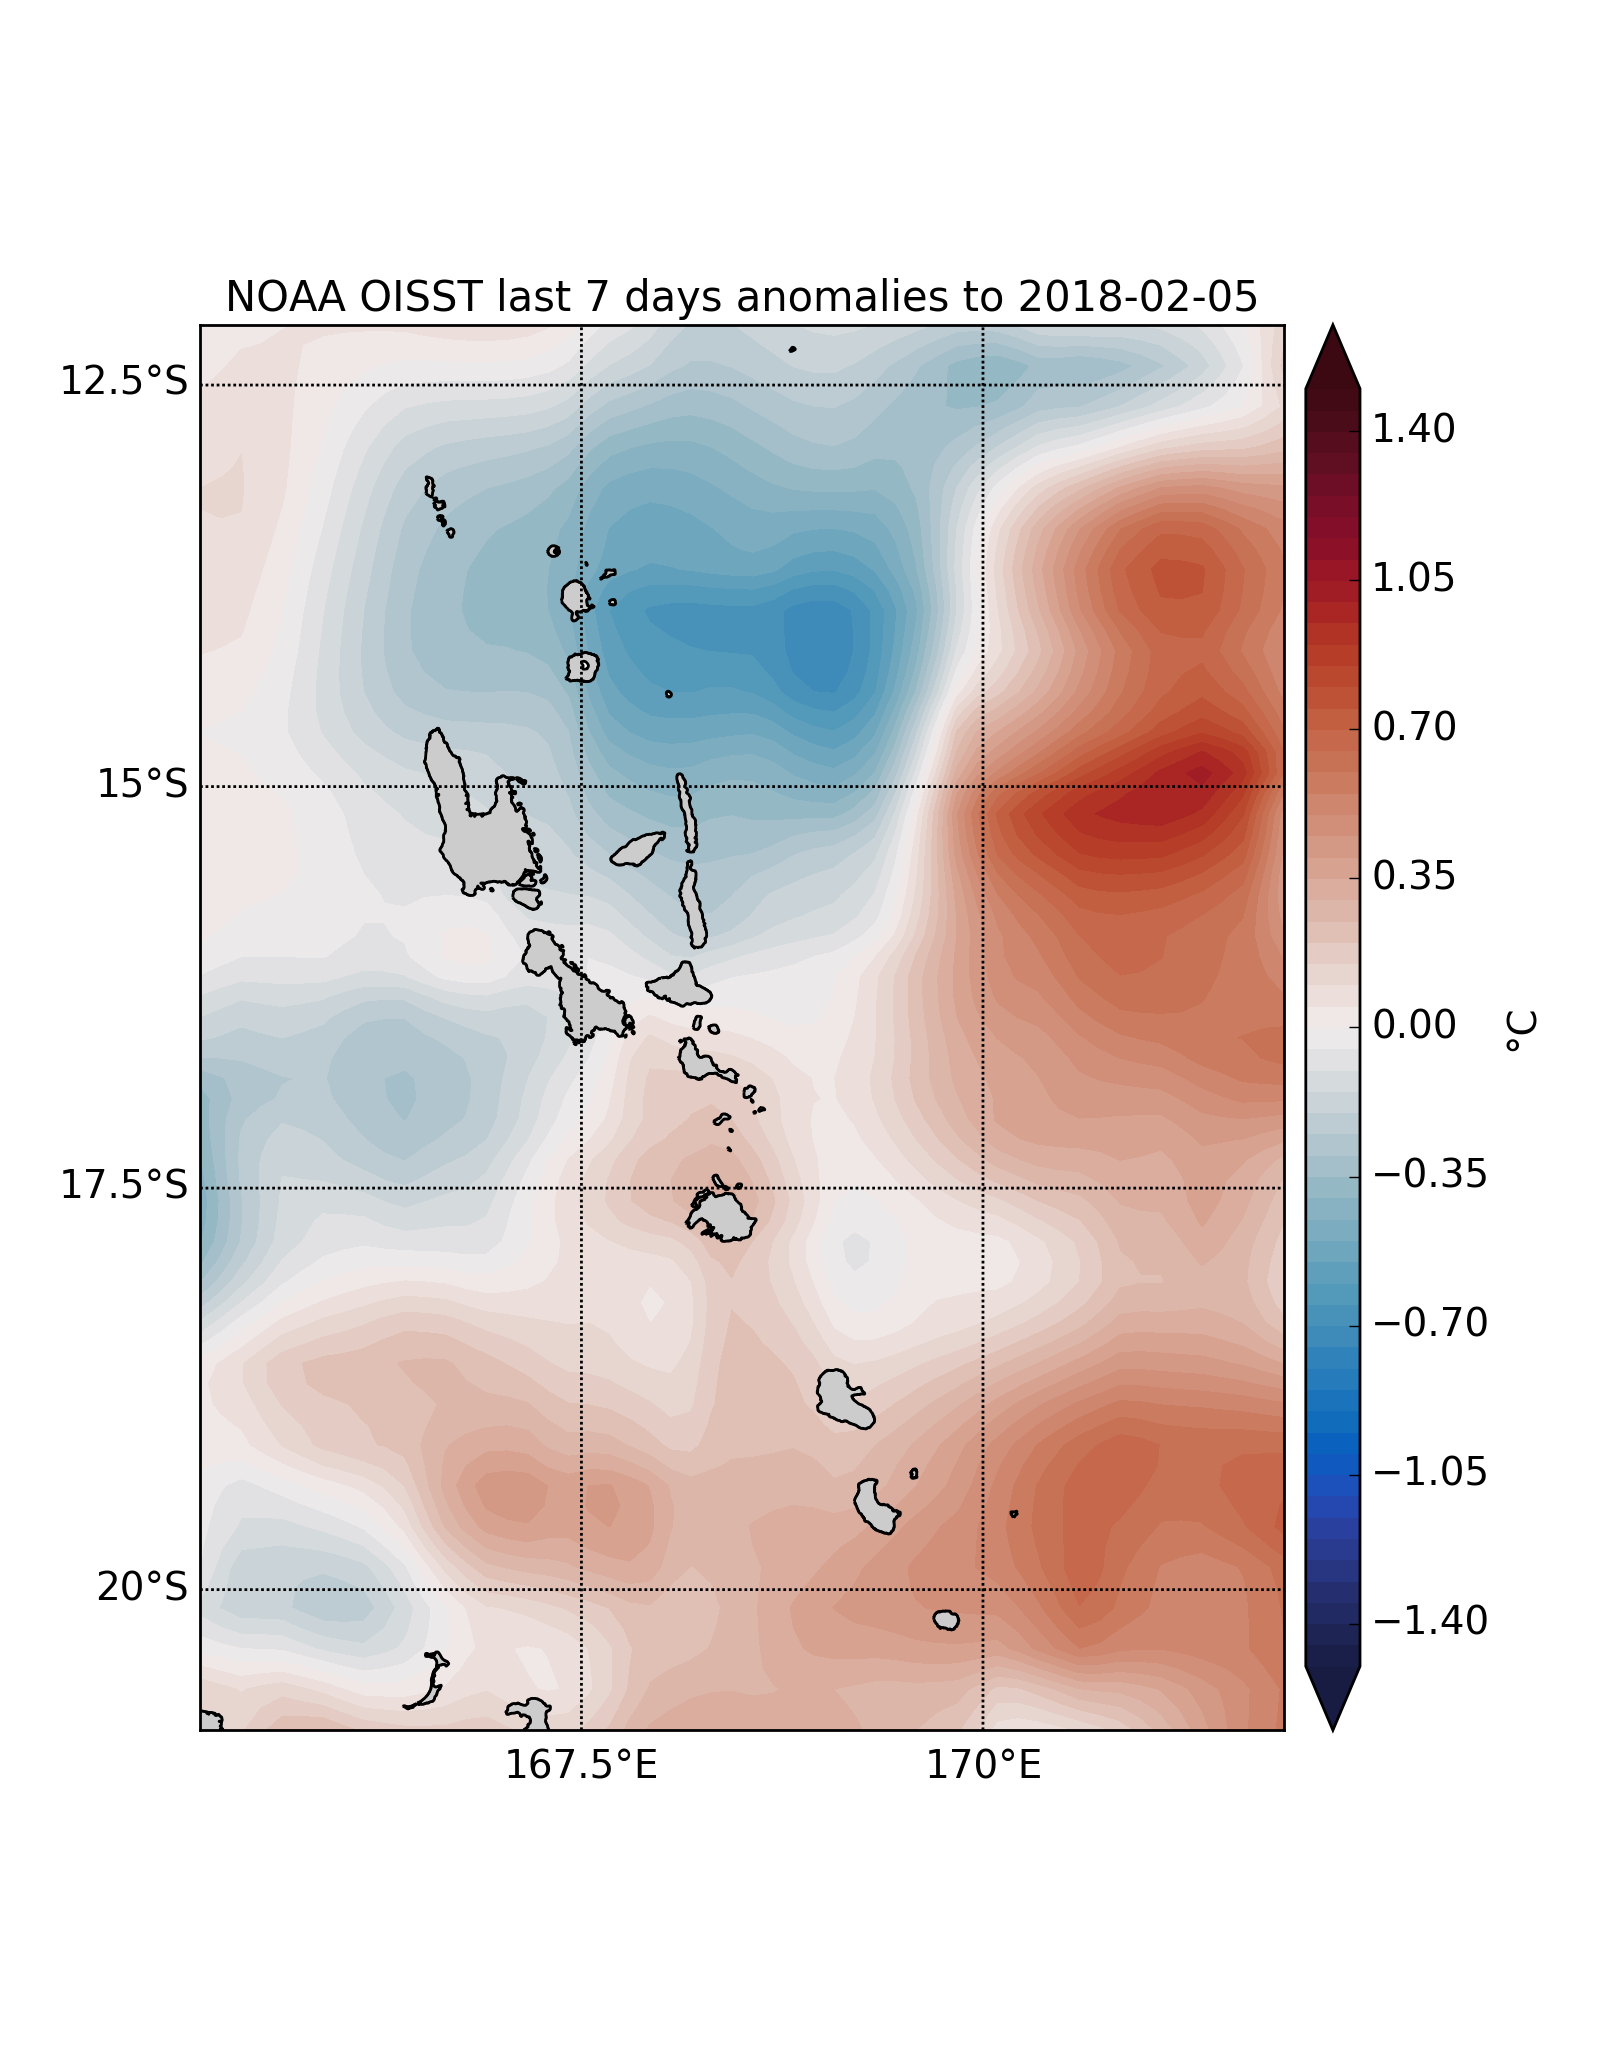 NOAA OISST last 7 days anomalies to 2018-02-05
12.5°S
15°S
17.5°S
20°S
167.5°E
170°E
1.40
1.05
0.70
0.35
0.00
−0.35
−0.70
−1.05
−1.40
°C